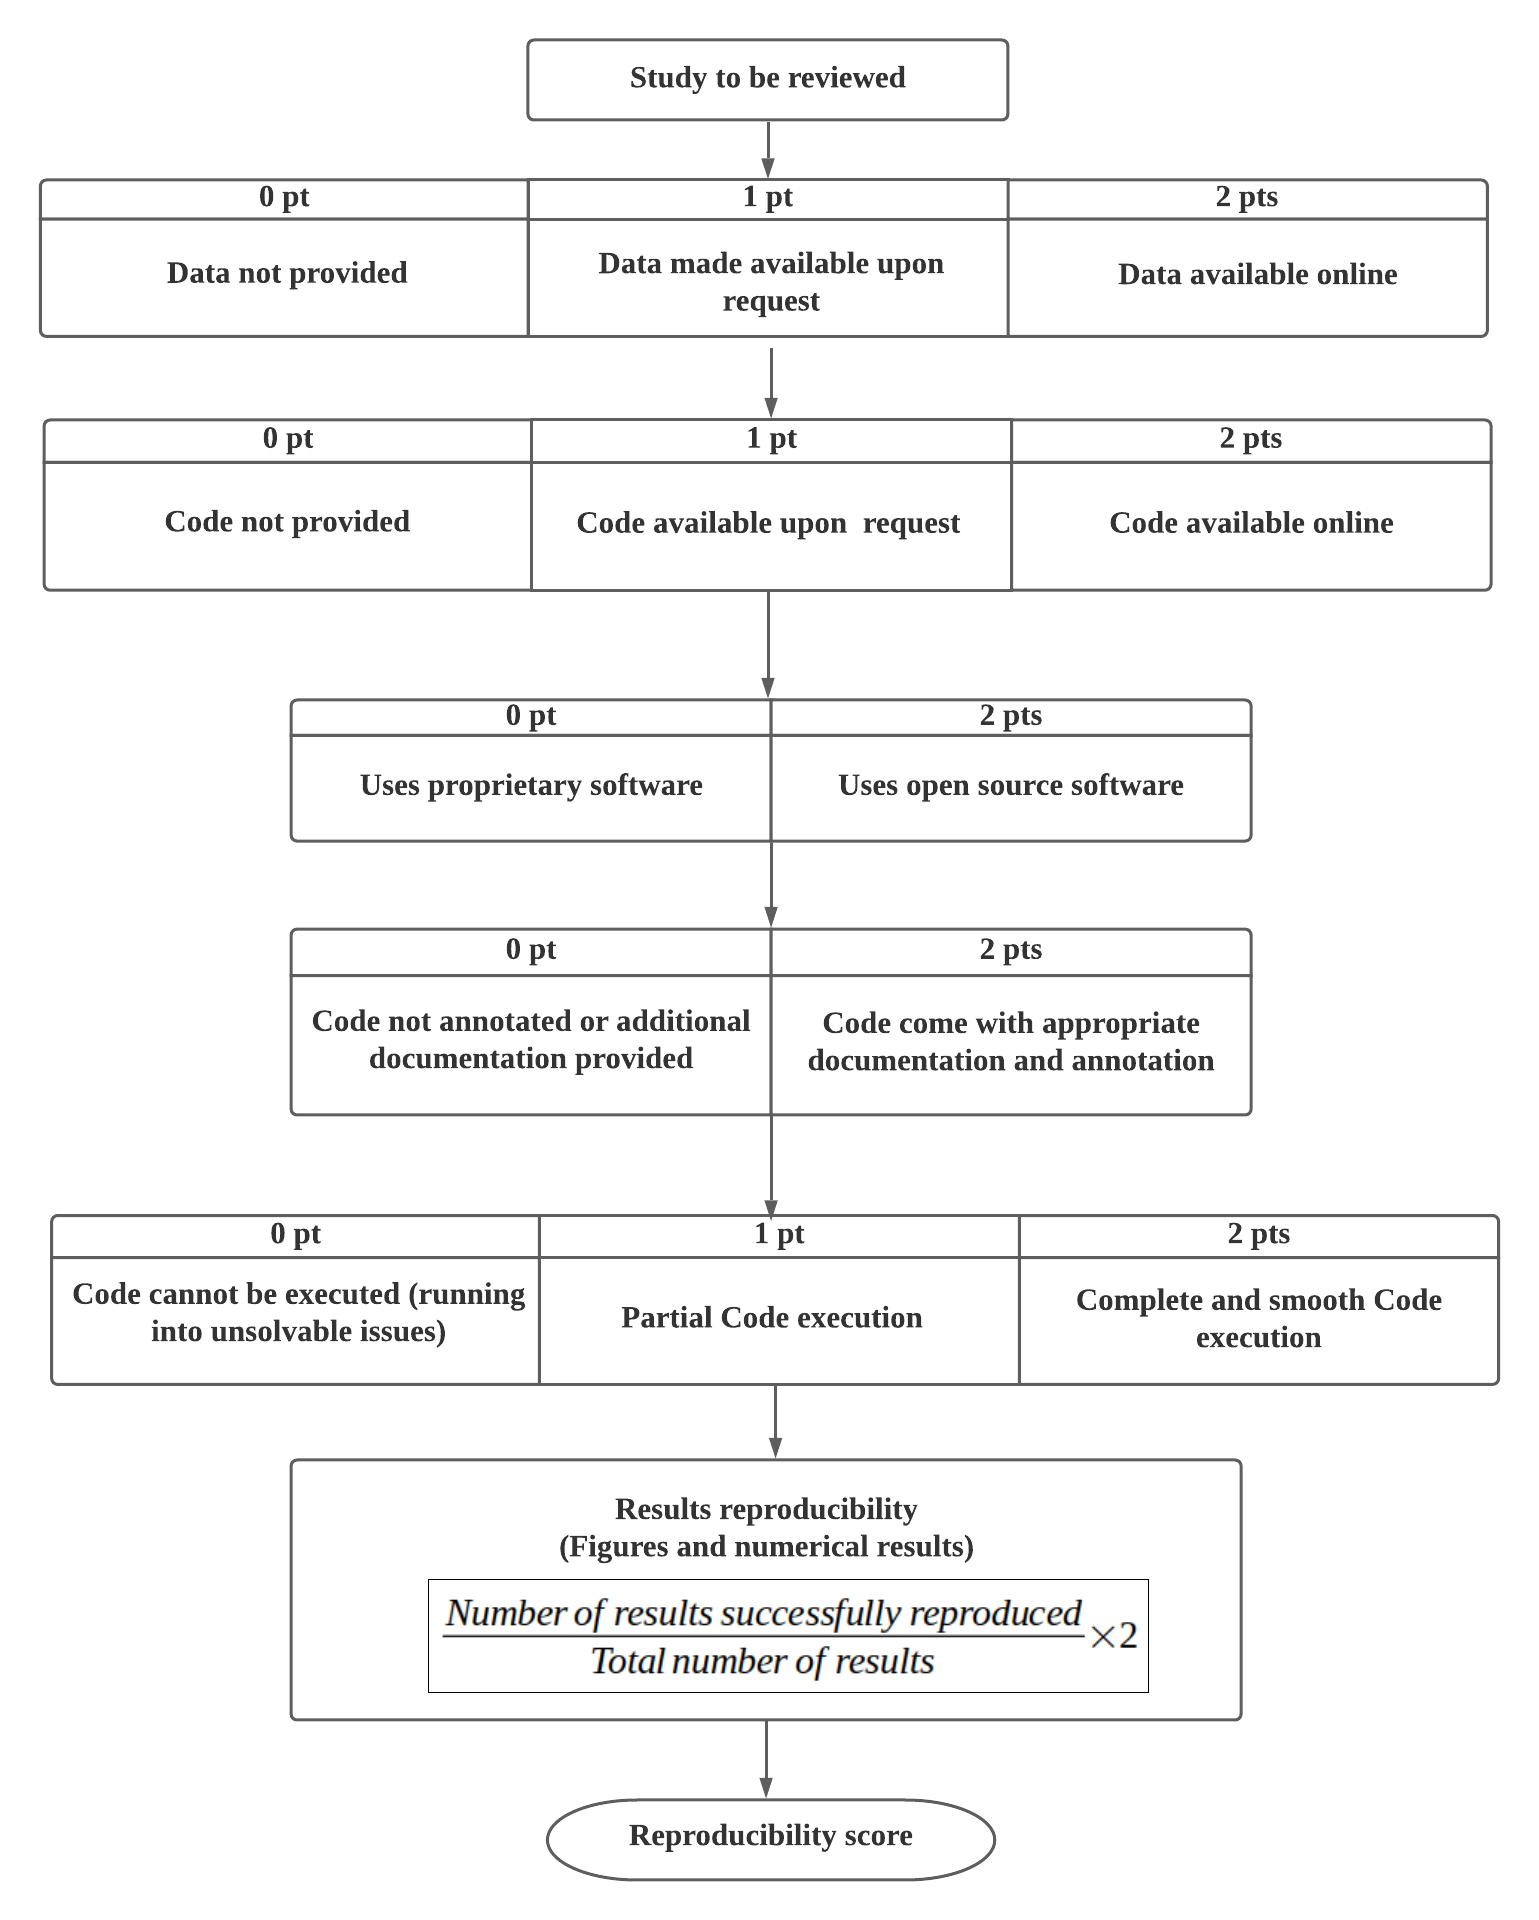 Study to be reviewed
0 pt
1 pt
2 pts
Data not provided
Data made available upon
request
Data available online
0 pt
1 pt
2 pts
Code not provided
Code available upon  request
Code available online
0 pt
2 pts
Uses proprietary software
Uses open source software
0 pt
2 pts
Code not annotated or additional
documentation provided
Code come with appropriate
documentation and annotation
0 pt
1 pt
2 pts
Code cannot be executed (running
into unsolvable issues)
Partial Code execution
Complete and smooth Code
execution
Results reproducibility
(Figures and numerical results)
Number of results successfully reproduced
Total number of results
×2
Reproducibility score